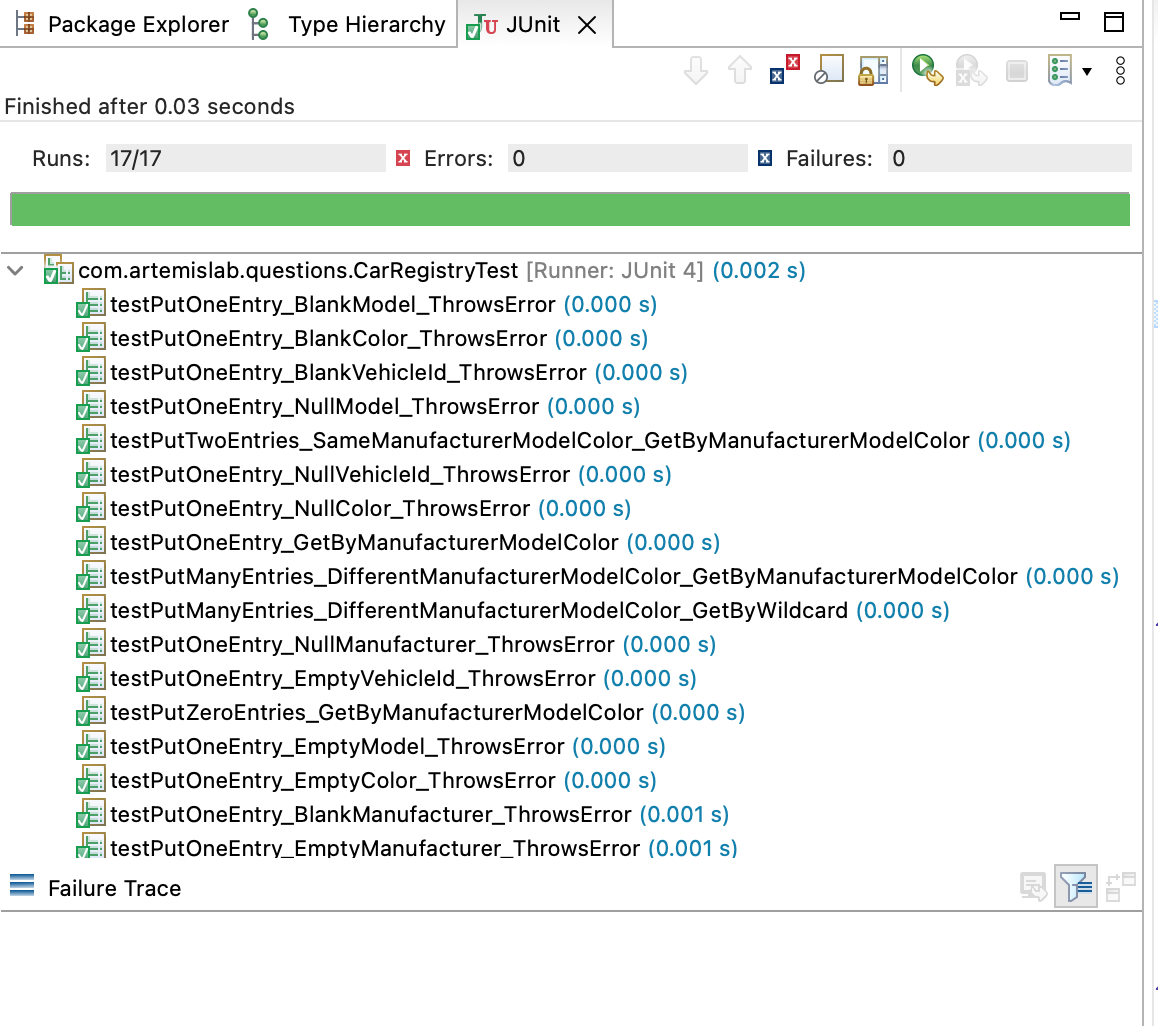 Package Explorer Type Hierarchy JUnit
Finished after 0.03 seconds
Runs: 17/17 Errors: 0 Failures: 0
com.artemislab.questions.CarRegistryTest [Runner: JUnit 4] (0.002 s)
testPutOneEntry_BlankModel_ThrowsError (0.000 s)
testPutOneEntry_BlankColor_ThrowsError (0.000 s)
testPutOneEntry_BlankVehicleId_ThrowsError (0.000 s)
testPutOneEntry_NullModel_ThrowsError (0.000 s)
testPutTwoEntries_SameManufacturerModelColor_GetByManufacturerModelColor (0.000 s)
testPutOneEntry_NullVehicleId_ThrowsError (0.000 s)
testPutOneEntry_NullColor_ThrowsError (0.000 s)
testPutOneEntry_GetByManufacturerModelColor (0.000 s)
testPutManyEntries_DifferentManufacturerModelColor_GetByManufacturerModelColor (0.000 s)
testPutManyEntries_DifferentManufacturerModelColor_GetByWildcard (0.000 s)
testPutOneEntry_NullManufacturer_ThrowsError (0.000 s)
testPutOneEntry_EmptyVehicleId_ThrowsError (0.000 s)
testPutZeroEntries_GetByManufacturerModelColor (0.000 s)
testPutOneEntry_EmptyModel_ThrowsError (0.000 s)
testPutOneEntry_EmptyColor_ThrowsError (0.000 s)
testPutOneEntry_BlankManufacturer_ThrowsError (0.001 s)
testPutOneEntry_EmptyManufacturer_ThrowsError (0.001 s)
Failure Trace